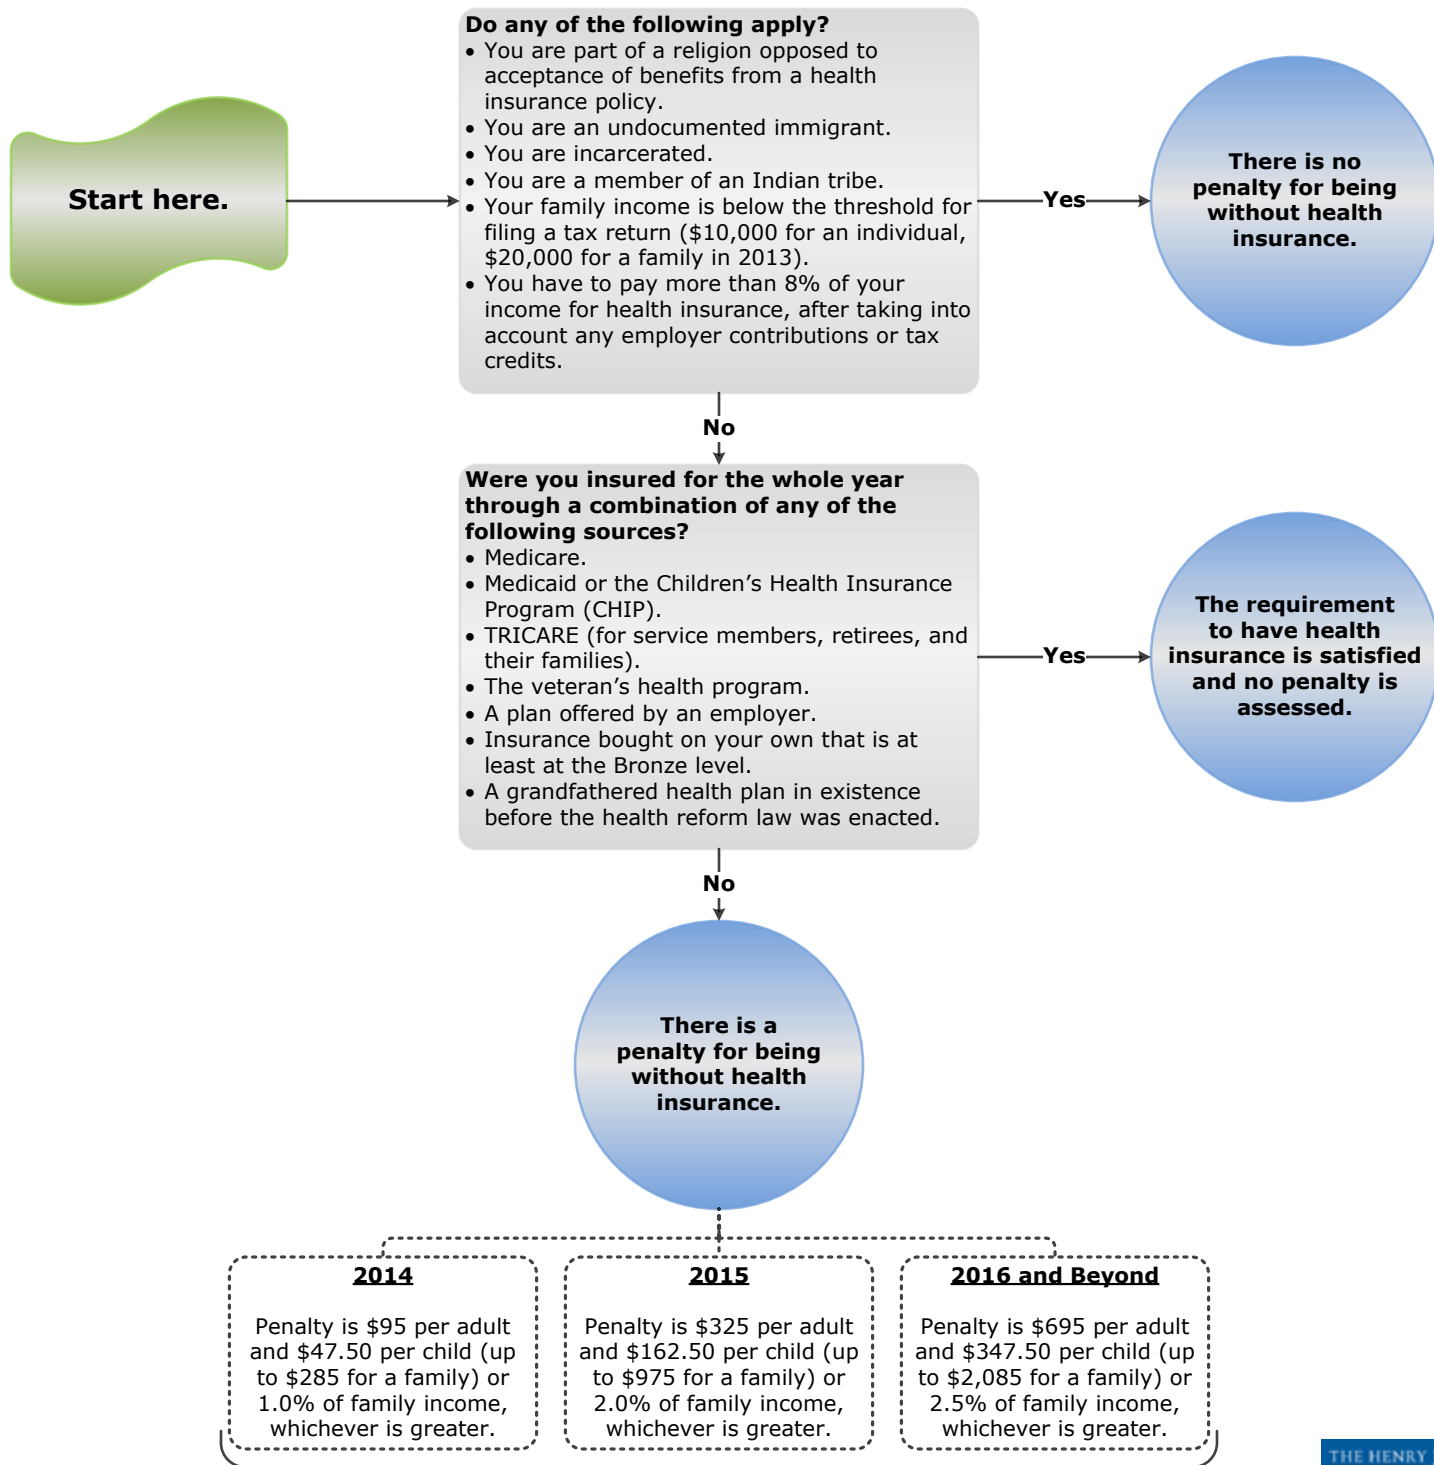 Start here.
Do any of the following apply?
• You are part of a religion opposed to
acceptance of benefits from a health
insurance policy.
• You are an undocumented immigrant.
• You are incarcerated.
• You are a member of an Indian tribe.
• Your family income is below the threshold for
filing a tax return ($10,000 for an individual,
$20,000 for a family in 2013).
• You have to pay more than 8% of your
income for health insurance, after taking into
account any employer contributions or tax
credits.
Yes
There is no
penalty for being
without health
insurance.
No
Were you insured for the whole year
through a combination of any of the
following sources?
• Medicare.
• Medicaid or the Children’s Health Insurance
Program (CHIP).
• TRICARE (for service members, retirees, and
their families).
• The veteran’s health program.
• A plan offered by an employer.
• Insurance bought on your own that is at
least at the Bronze level.
• A grandfathered health plan in existence
before the health reform law was enacted.
Yes
The requirement
to have health
insurance is satisfied
and no penalty is
assessed.
No
There is a
penalty for being
without health
insurance.
2014
Penalty is $95 per adult
and $47.50 per child (up
to $285 for a family) or
1.0% of family income,
whichever is greater.
2015
Penalty is $325 per adult
and $162.50 per child (up
to $975 for a family) or
2.0% of family income,
whichever is greater.
2016 and Beyond
Penalty is $695 per adult
and $347.50 per child (up
to $2,085 for a family) or
2.5% of family income,
whichever is greater.
THE HENRY